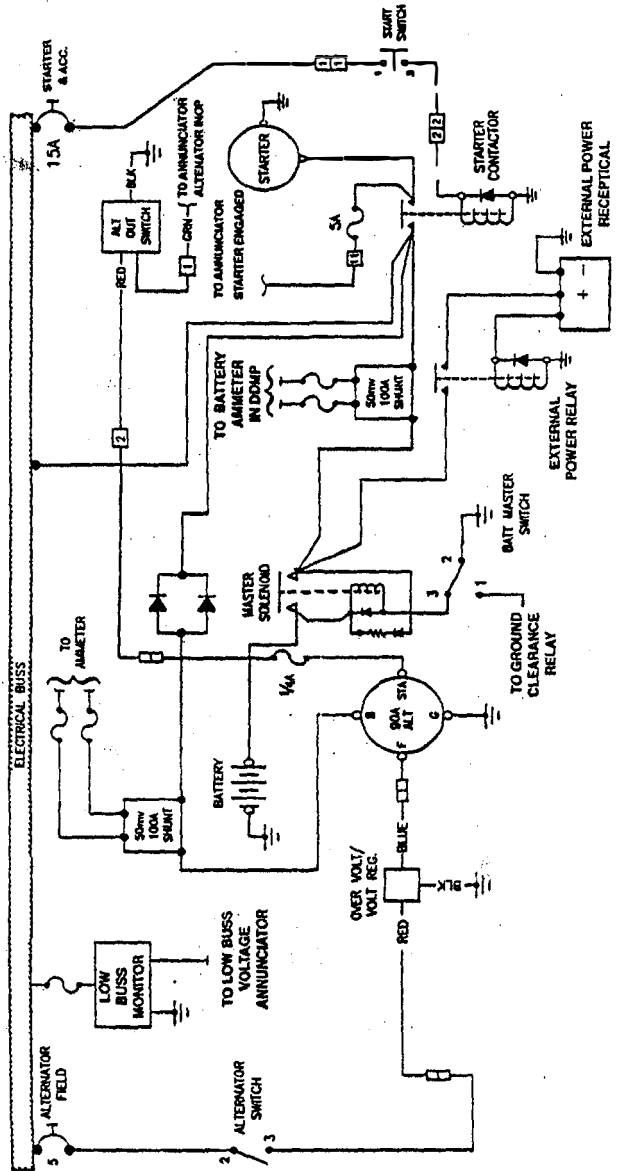 ELECTRICAL BUSS
5
ALTERNATOR
FIELD
LOW
BUSS
MONITOR
TO LOW BUSS
VOLTAGE
ANNUNCIATOR
2
3
ALTERNATOR
SWITCH
TO
AMMETER
50mv
100A
SHUNT
BATTERY
OVER VOLT/
VOLT REG.
RED
BLUE
BLK
F
B
STA
G
90A
ALT
1/4A
2
MASTER
SOLENOID
3
2
1
BATT MASTER
SWITCH
TO GROUND
CLEARANCE
RELAY
TO BATTERY
AMMETER
IN DDMP
50mv
100A
SHUNT
EXTERNAL
POWER RELAY
RED
ALT
OUT
SWITCH
BLK
1
GRN
TO ANNUNCIATOR
ALTENATOR INOP
TO ANNUNCIATOR
STARTER ENGAGED
11
5A
STARTER
15A
STARTER
& ACC.
1 1
START
SWITCH
2 2
STARTER
CONTACTOR
+ −
EXTERNAL POWER
RECEPTICAL